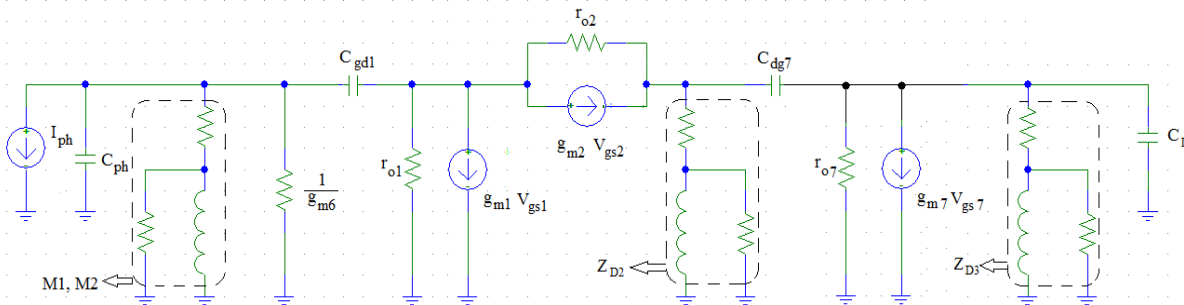 r_o2
C_gd1
C_dg7
I_ph
C_ph
1
g_m6
r_o1
g_m1 V_gs1
g_m2 V_gs2
r_o7
g_m7 V_gs7
M1, M2
Z_D2
Z_D3